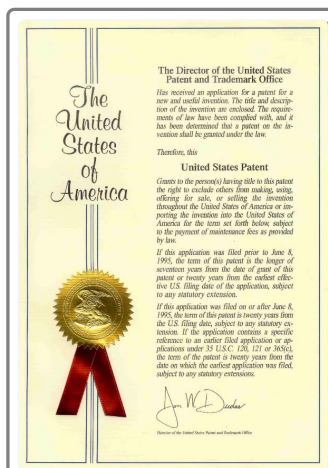 The
United
States
of
America
The Director of the United States
Patent and Trademark Office
Has received an application for a patent for a
new and useful invention. The title and descrip-
tion of the invention are enclosed. The require-
ments of law have been complied with, and it
has been determined that a patent on the in-
vention shall be granted under the law.
Therefore, this
United States Patent
Grants to the person(s) having title to this patent
the right to exclude others from making, using,
offering for sale, or selling the invention
throughout the United States of America or im-
porting the invention into the United States of
America for the term set forth below, subject
to the payment of maintenance fees as provided
by law.
If this application was filed prior to June 8,
1995, the term of this patent is the longer of
seventeen years from the date of grant of this
patent or twenty years from the earliest effec-
tive U.S. filing date of the application, subject
to any statutory extension.
If this application was filed on or after June 8,
1995, the term of this patent is twenty years from
the U.S. filing date, subject to any statutory ex-
tension. If the application contains a specific
reference to an earlier filed application or ap-
plications under 35 U.S.C. 120, 121 or 365(c),
the term of the patent is twenty years from the
date on which the earliest application was filed,
subject to any statutory extensions.
Jon W Dudas
Director of the United States Patent and Trademark Office